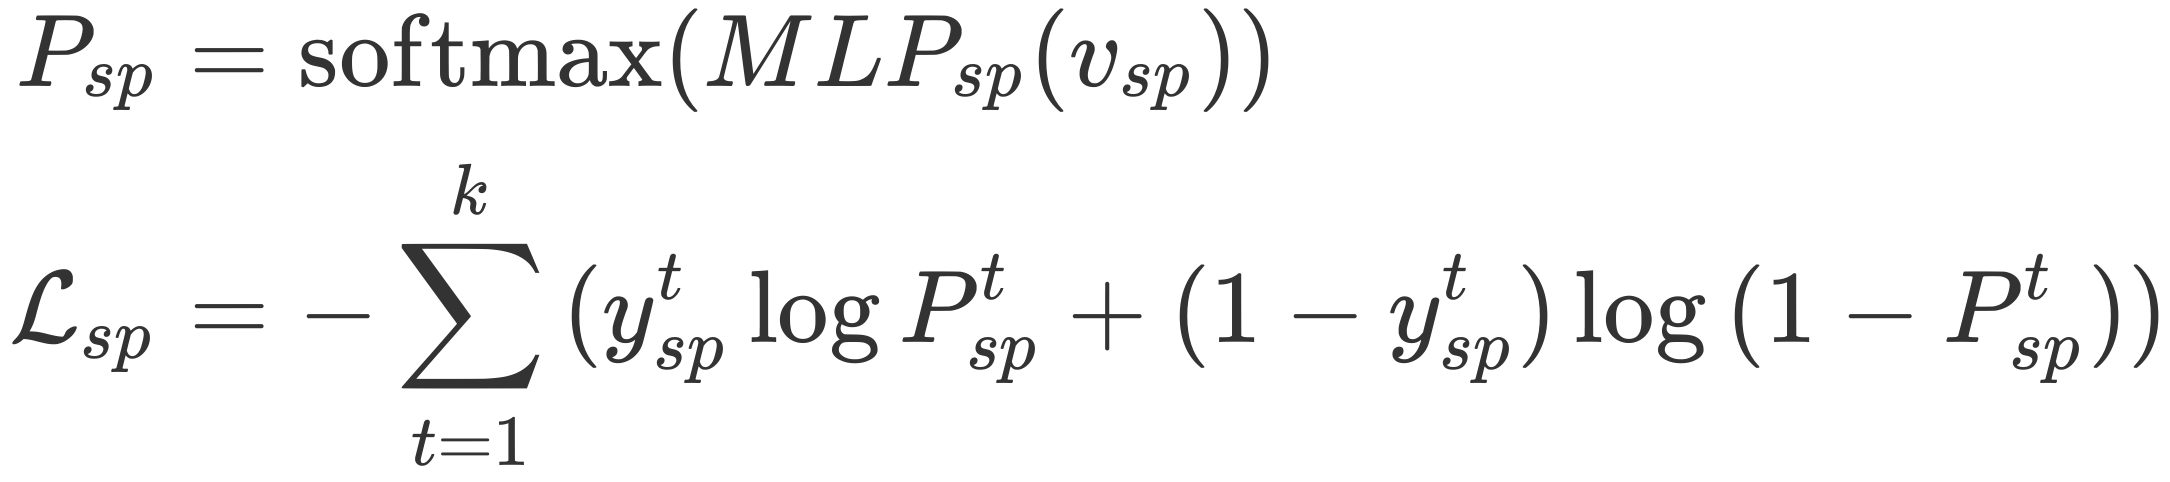 P_{sp} = softmax(MLP_{sp}(v_{sp}))
\mathcal{L}_{sp} = -\sum_{t=1}^{k} (y_{sp}^{t} \log P_{sp}^{t} + (1 - y_{sp}^{t}) \log (1 - P_{sp}^{t}))